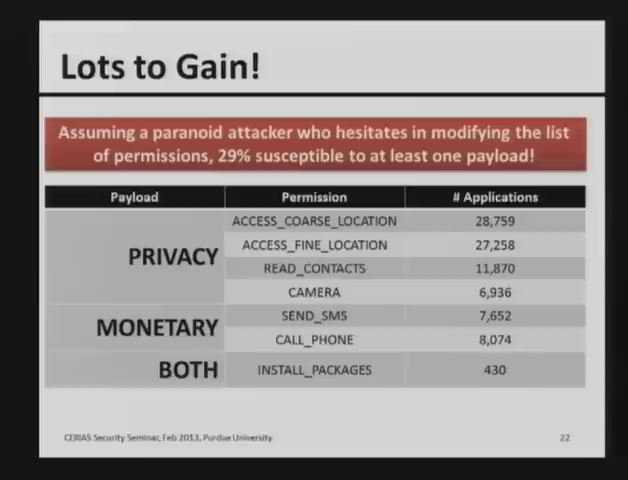 Lots to Gain!
Assuming a paranoid attacker who hesitates in modifying the list
of permissions, 29% susceptible to at least one payload!
Payload Permission # Applications
PRIVACY
ACCESS_COARSE_LOCATION 28,759
ACCESS_FINE_LOCATION 27,258
READ_CONTACTS 11,870
CAMERA 6,936
MONETARY
SEND_SMS 7,652
CALL_PHONE 8,074
BOTH INSTALL_PACKAGES 430
CERIAS Security Seminar, Feb 2013, Purdue University 22